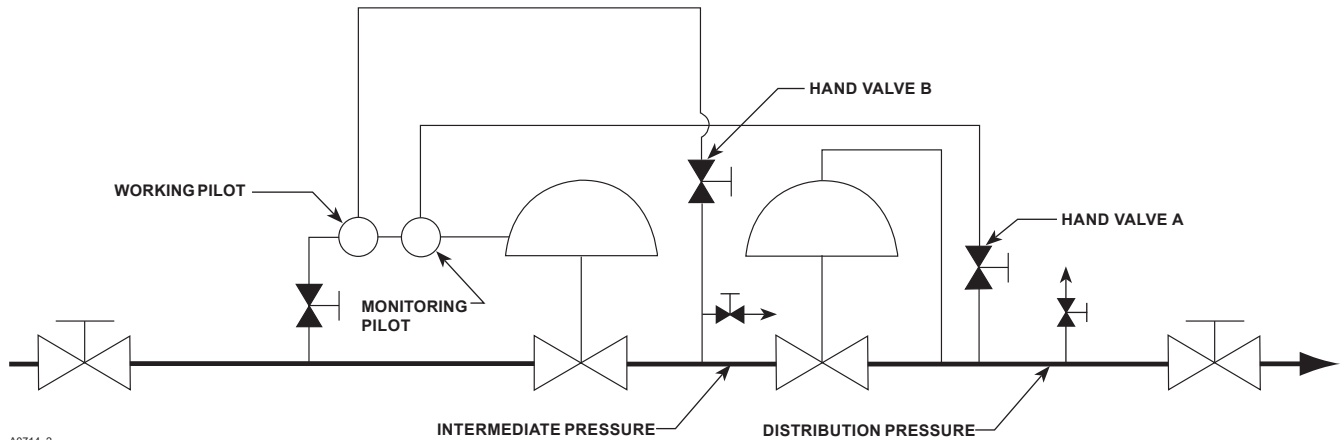 HAND VALVE B
WORKING PILOT
HAND VALVE A
MONITORING
PILOT
INTERMEDIATE PRESSURE
DISTRIBUTION PRESSURE